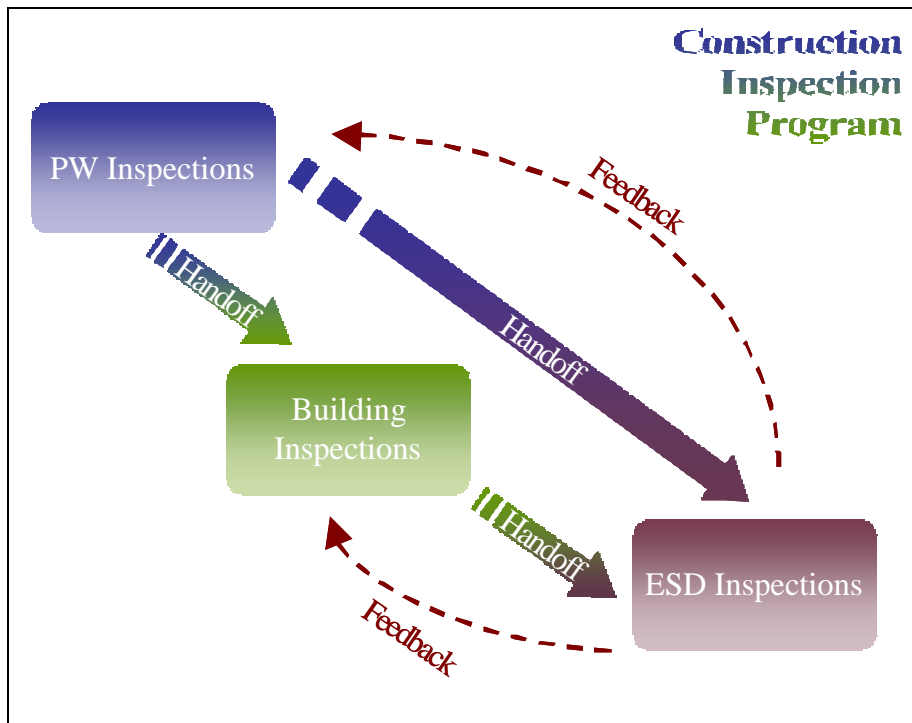 Construction
Inspection
Program
PW Inspections
Feedback
Handoff
Handoff
Building
Inspections
Handoff
ESD Inspections
Feedback